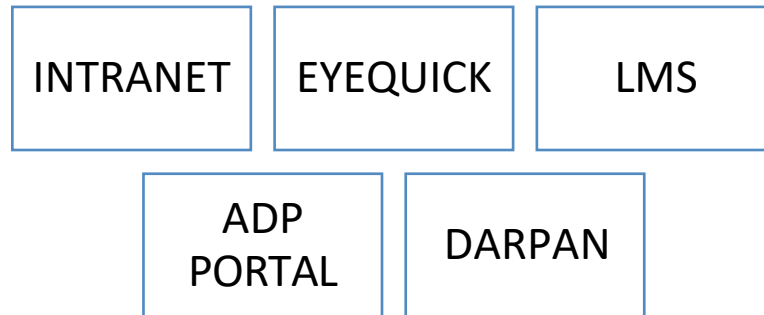 INTRANET
EYEQUICK
LMS
ADP
PORTAL
DARPAN